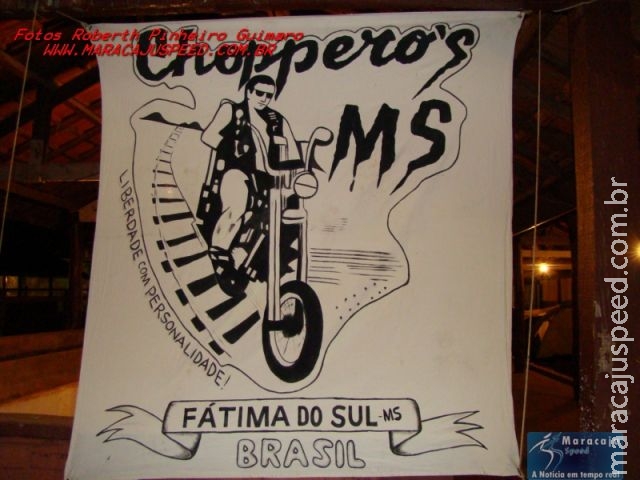 Fotos Roberth Pinheiro Guimaro
WWW.MARACAJUSPEED.COM.BR
Choppero's
MS
LIBERDADE COM PERSONALIDADE!
FÁTIMA DO SUL-MS
BRASIL
maracajuspeed.com.br
Maracaju
Speed
A Notícia em tempo real